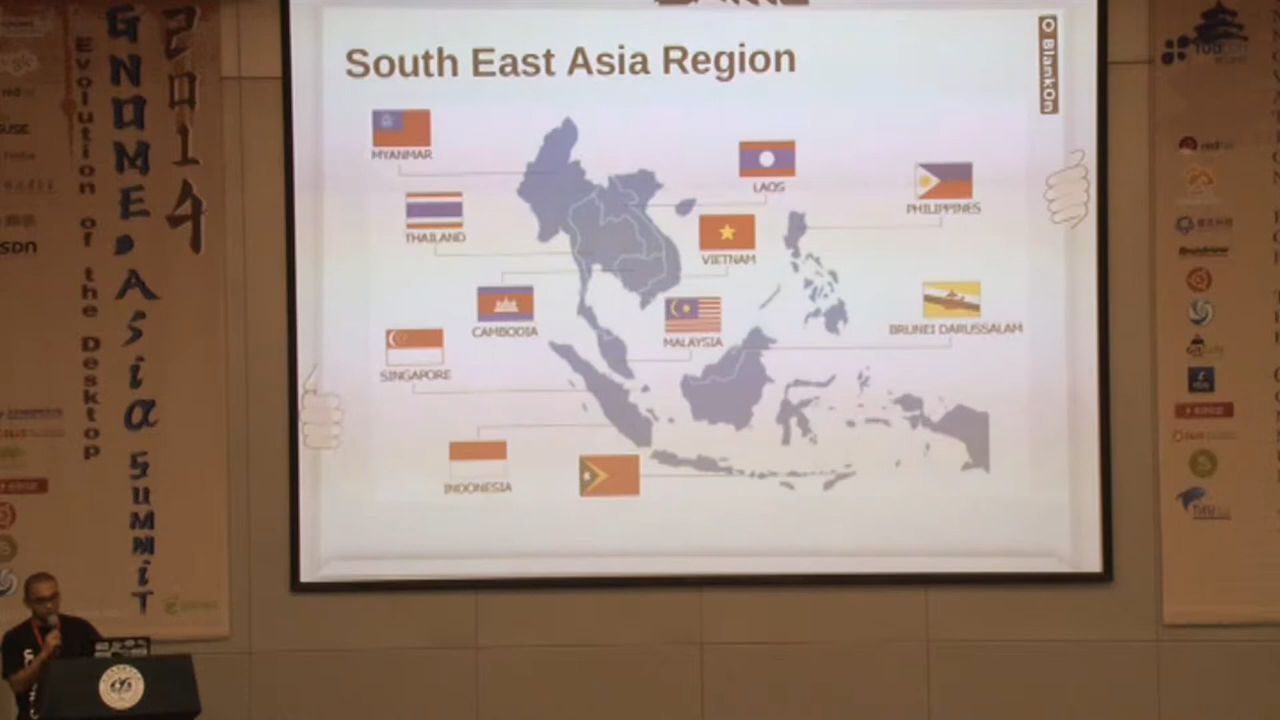 GNOME.Asia Summit
2014
Evolution of the Desktop
South East Asia Region
BlankOn
MYANMAR
LAOS
PHILIPPINES
THAILAND
VIETNAM
CAMBODIA
MALAYSIA
BRUNEI DARUSSALAM
SINGAPORE
INDONESIA